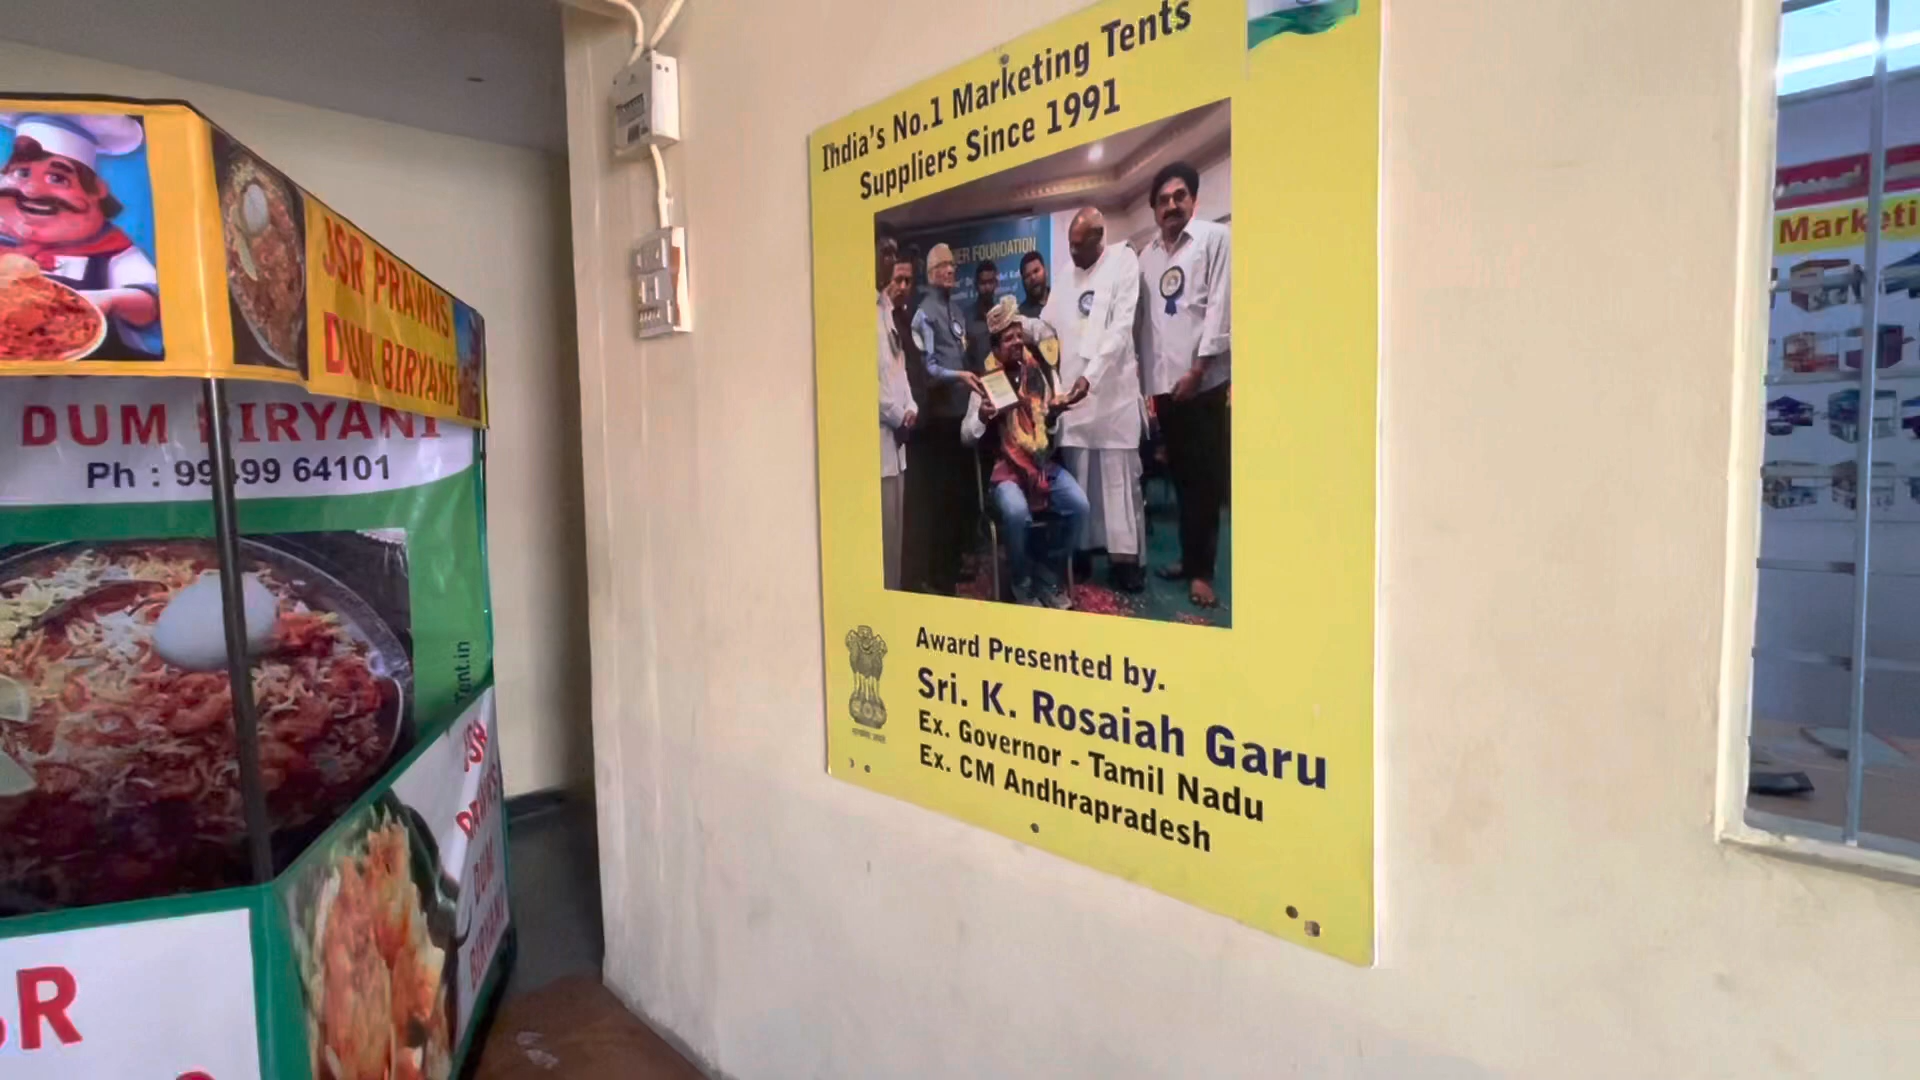 JSR PRAWNS
DUM BIRYANI
DUM BIRYANI
Ph : 99499 64101
Tent.in
JSR
PRAWNS
DUM
BIRYANI
India's No.1 Marketing Tents
Suppliers Since 1991
FOUNDATION
Award Presented by.
Sri. K. Rosaiah Garu
Ex. Governor - Tamil Nadu
Ex. CM Andhrapradesh